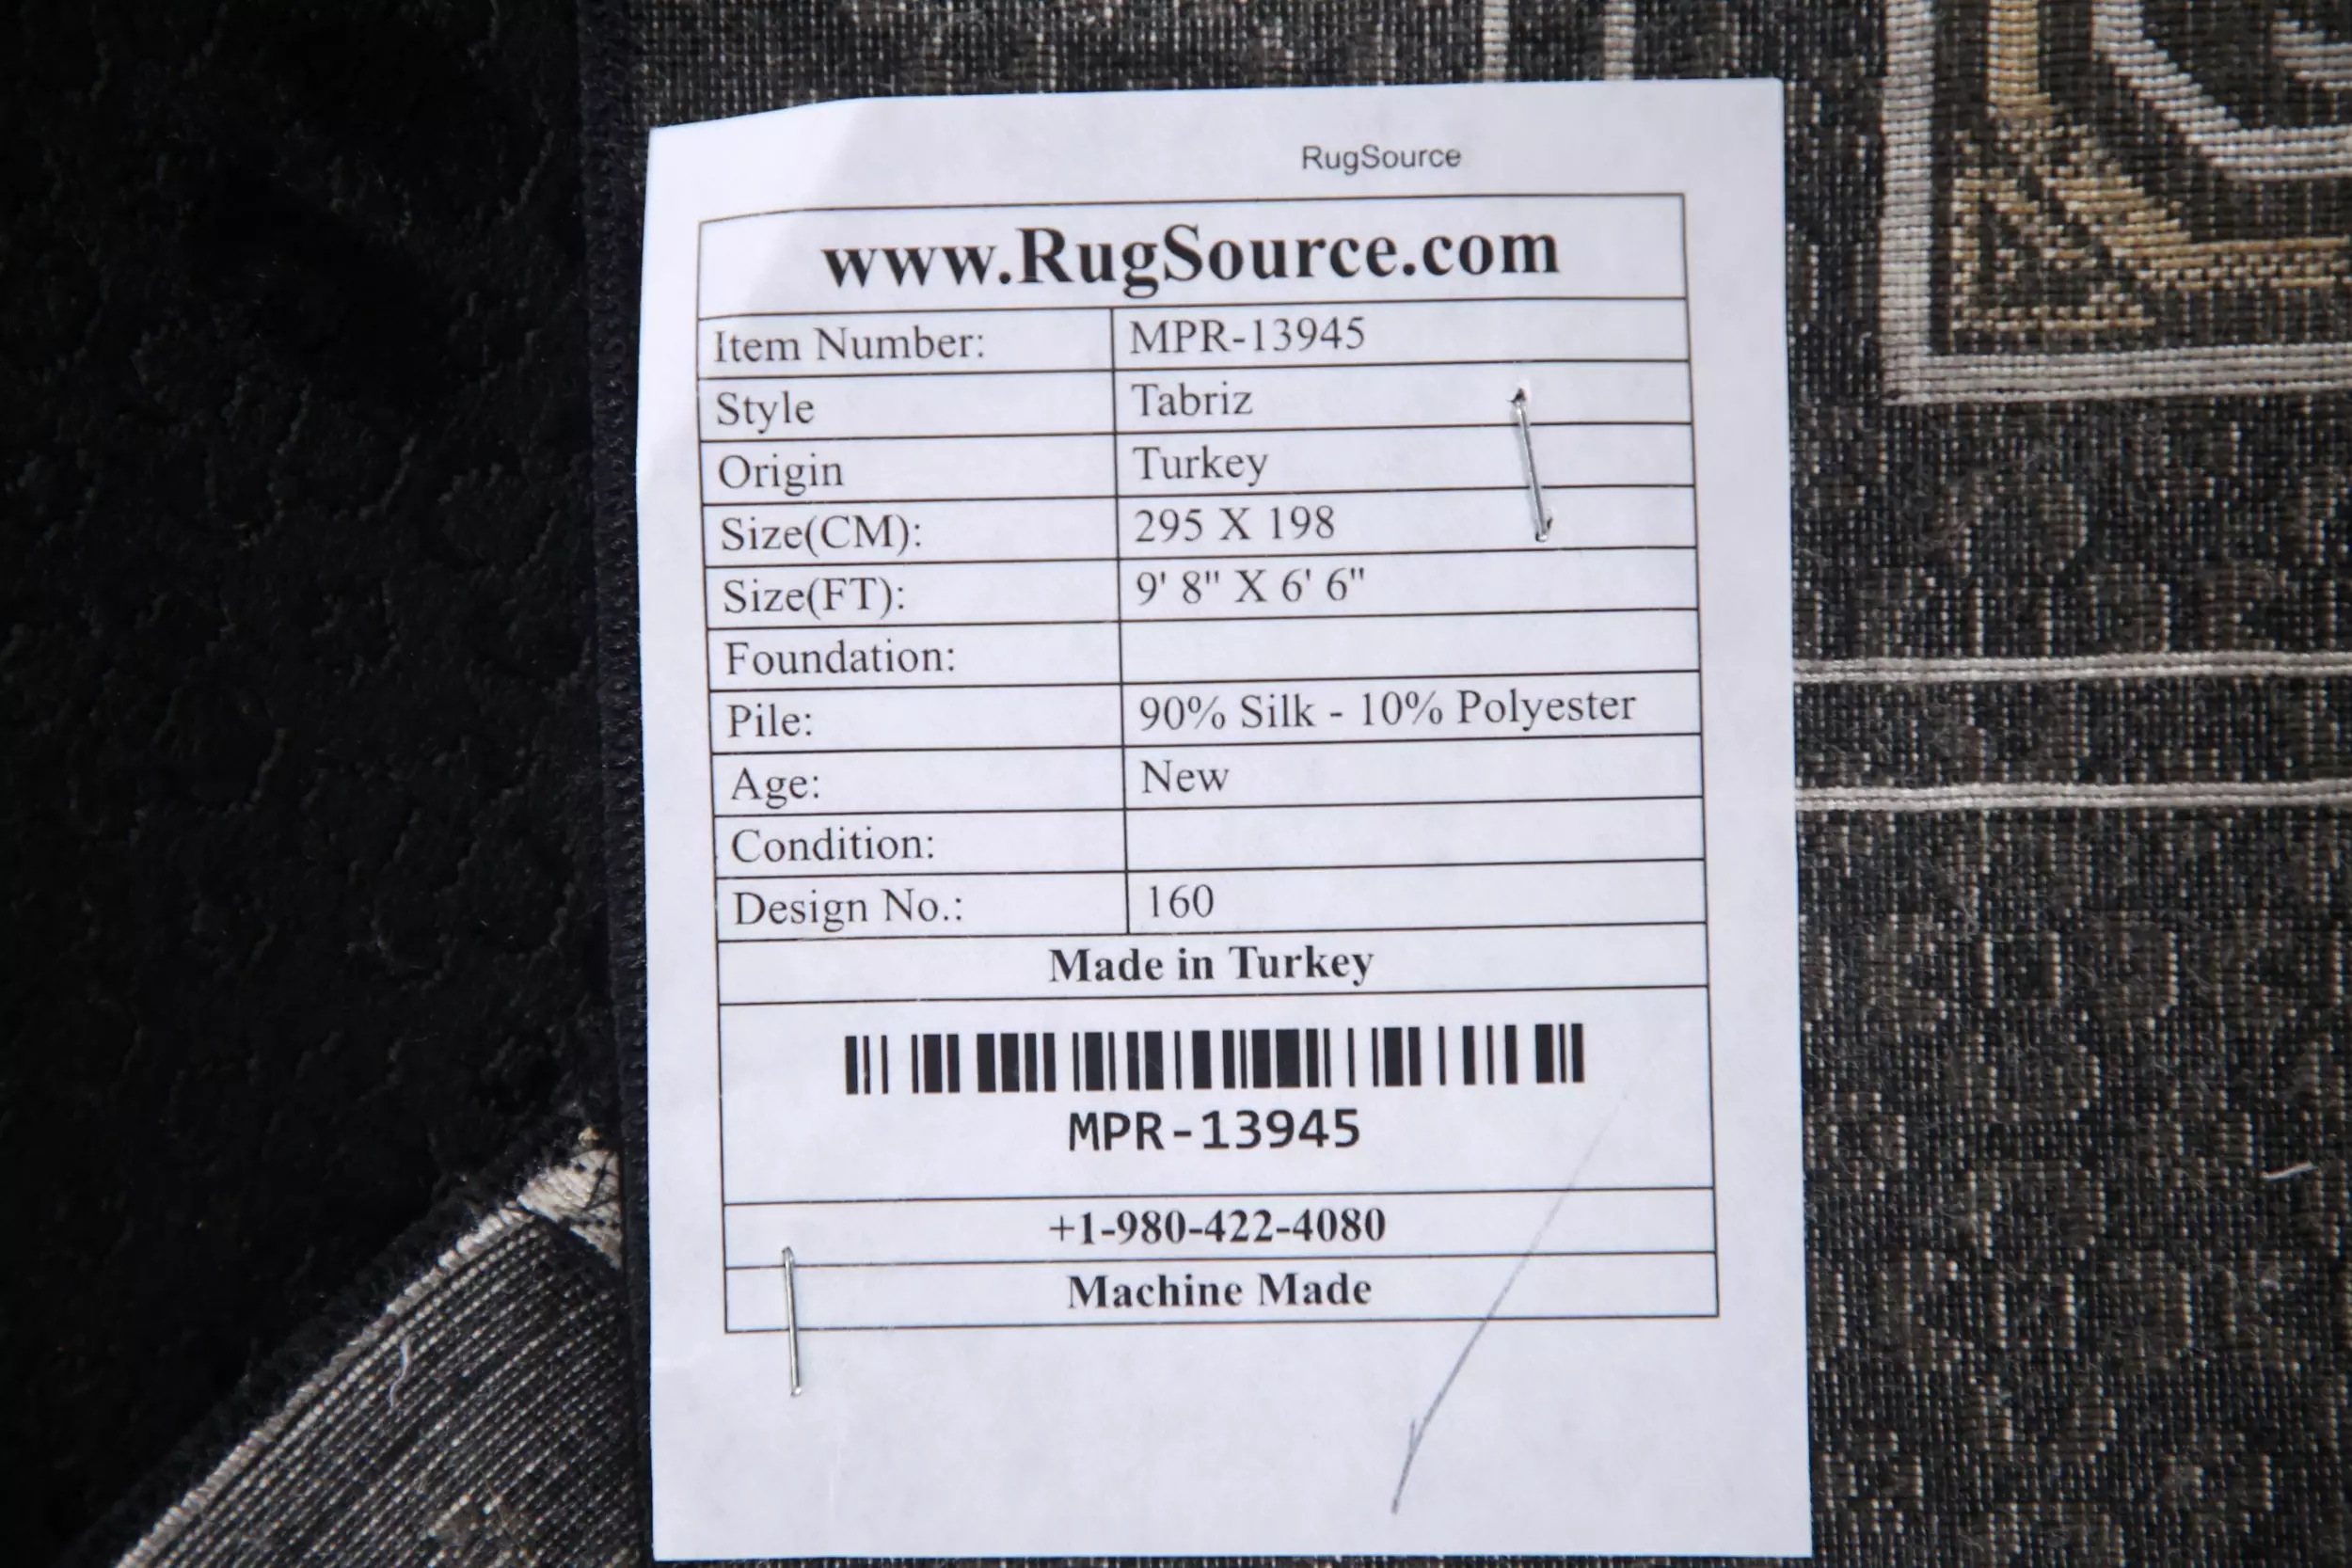 RugSource
www.RugSource.com
Item Number: MPR-13945
Style Tabriz
Origin Turkey
Size(CM): 295 X 198
Size(FT): 9' 8" X 6' 6"
Foundation:
Pile: 90% Silk - 10% Polyester
Age: New
Condition:
Design No.: 160
Made in Turkey
MPR-13945
+1-980-422-4080
Machine Made